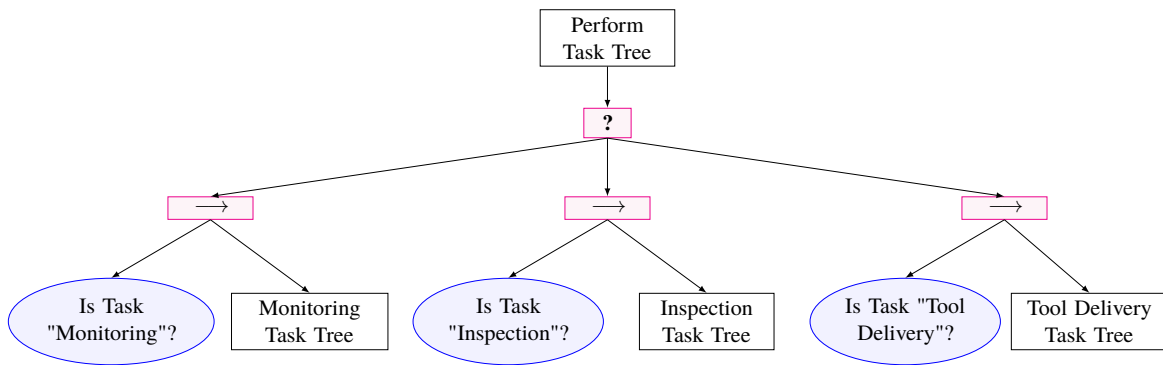 Perform
Task Tree
?
⟶ ⟶ ⟶
Is Task
"Monitoring"?
Monitoring
Task Tree
Is Task
"Inspection"?
Inspection
Task Tree
Is Task "Tool
Delivery"?
Tool Delivery
Task Tree